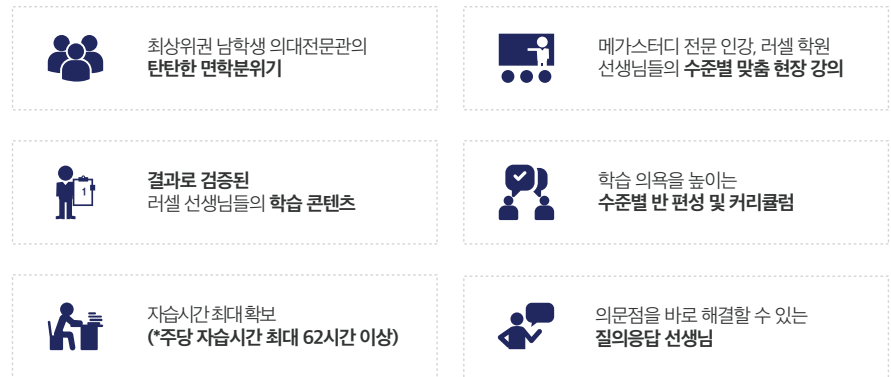 최상위권 남학생 의대전문관의
탄탄한 면학분위기
메가스터디 전문 인강, 러셀 학원
선생님들의 수준별 맞춤 현장 강의
1
결과로 검증된
러셀 선생님들의 학습 콘텐츠
학습 의욕을 높이는
수준별 반 편성 및 커리큘럼
자습시간 최대 확보
(*주당 자습시간 최대 62시간 이상)
의문점을 바로 해결할 수 있는
질의응답 선생님